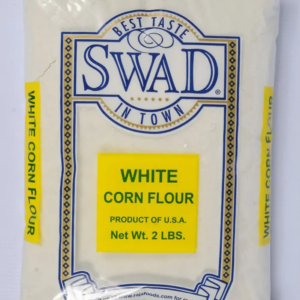 BEST TASTE
&
SWAD®
IN TOWN
WHITE CORN FLOUR
WHITE
CORN FLOUR
PRODUCT OF U.S.A.
Net Wt. 2 LBS.
WHITE CORN FLOUR